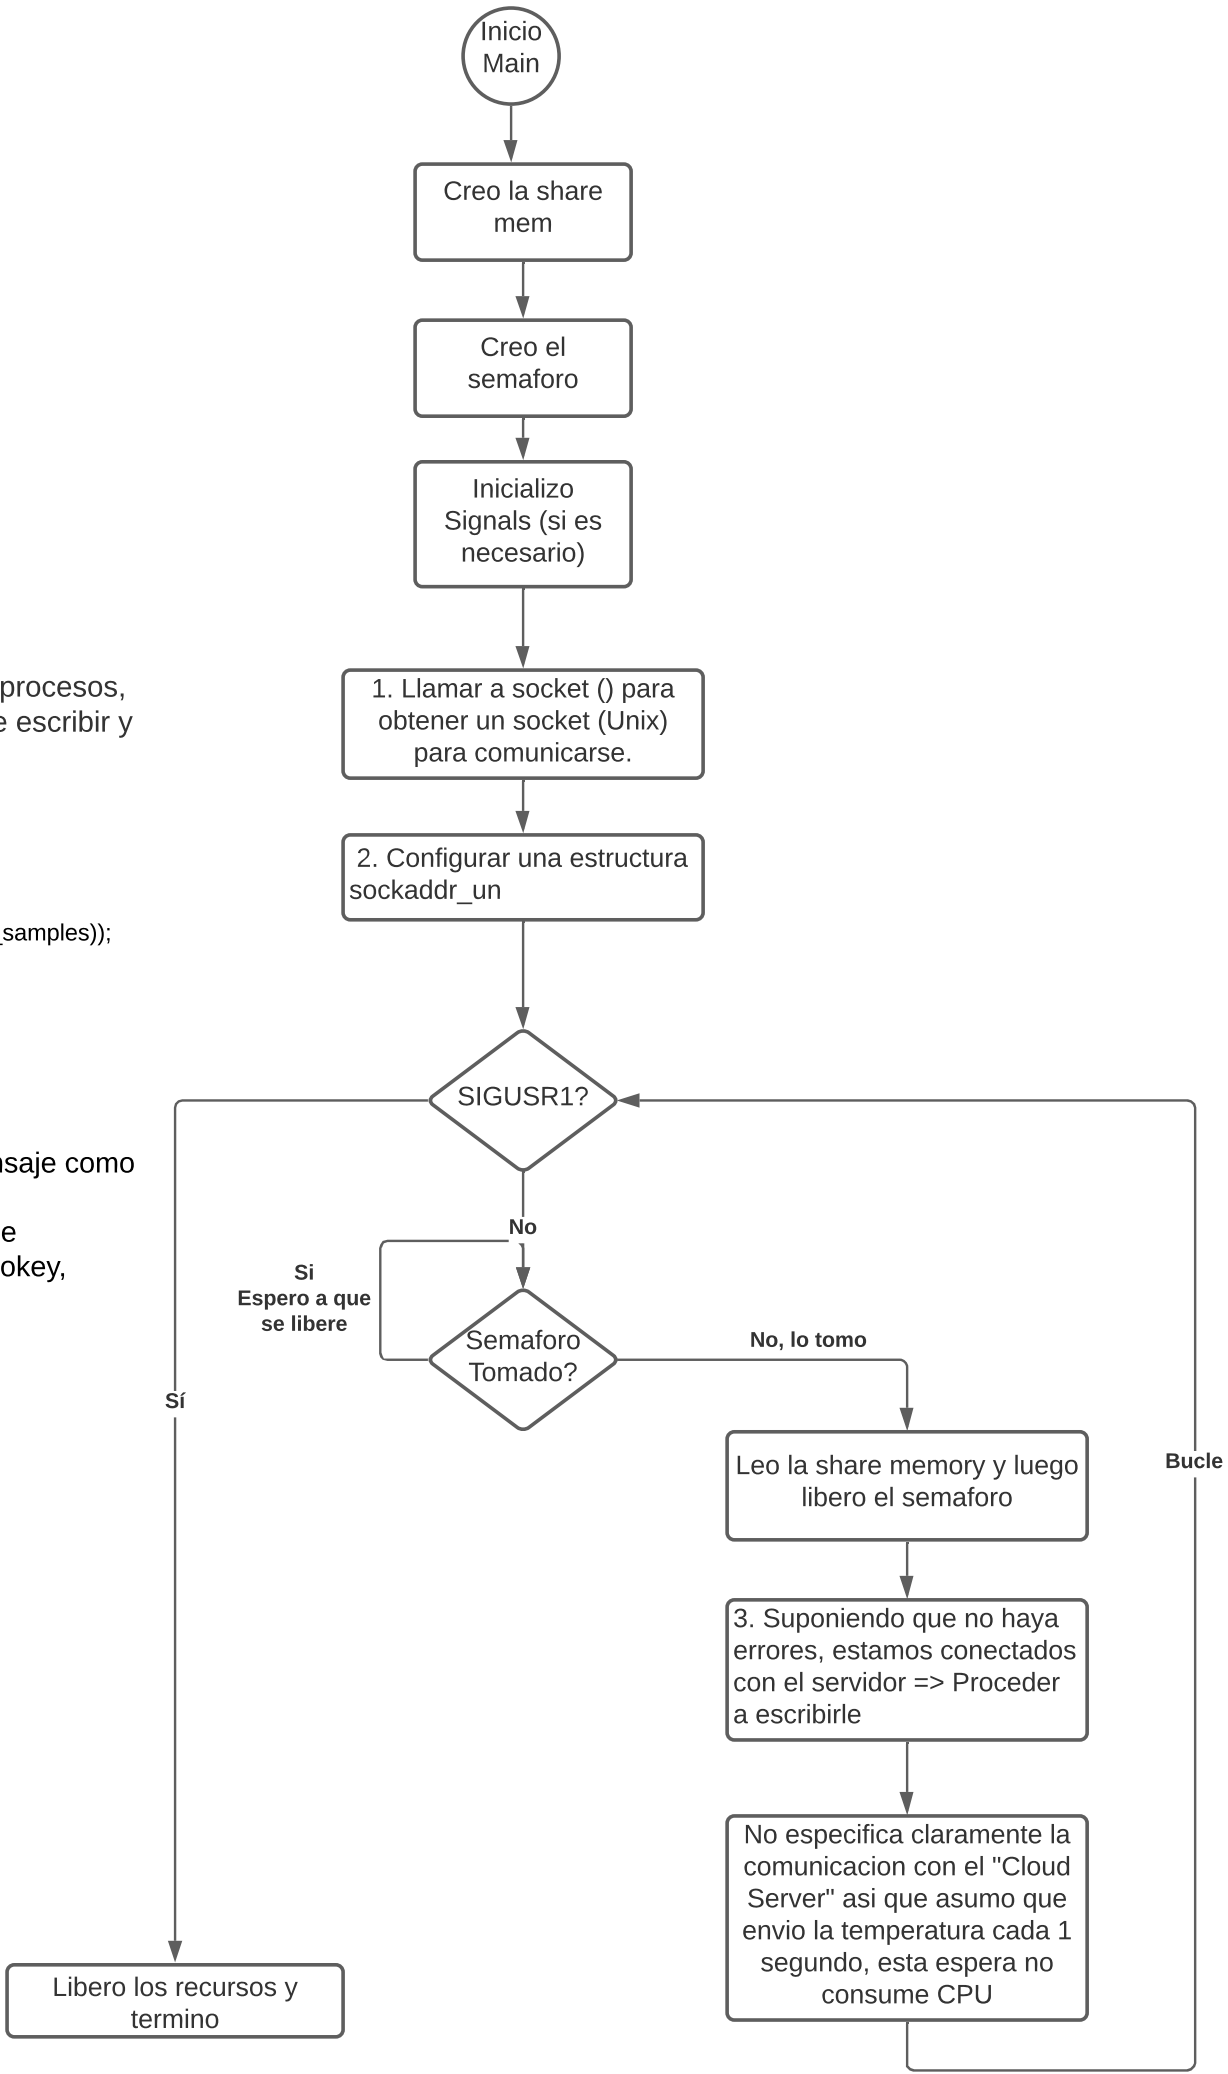 Inicio
Main
Creo la share
mem
Creo el
semaforo
Inicializo
Signals (si es
necesario)
procesos,
e escribir y
1. Llamar a socket () para
obtener un socket (Unix)
para comunicarse.
2. Configurar una estructura
sockaddr_un
_samples));
SIGUSR1?
nsaje como
e
okey,
No
Si
Espero a que
se libere
Semaforo
Tomado?
No, lo tomo
Sí
Leo la share memory y luego
libero el semaforo
Bucle
3. Suponiendo que no haya
errores, estamos conectados
con el servidor => Proceder
a escribirle
No especifica claramente la
comunicacion con el "Cloud
Server" asi que asumo que
envio la temperatura cada 1
segundo, esta espera no
consume CPU
Libero los recursos y
termino